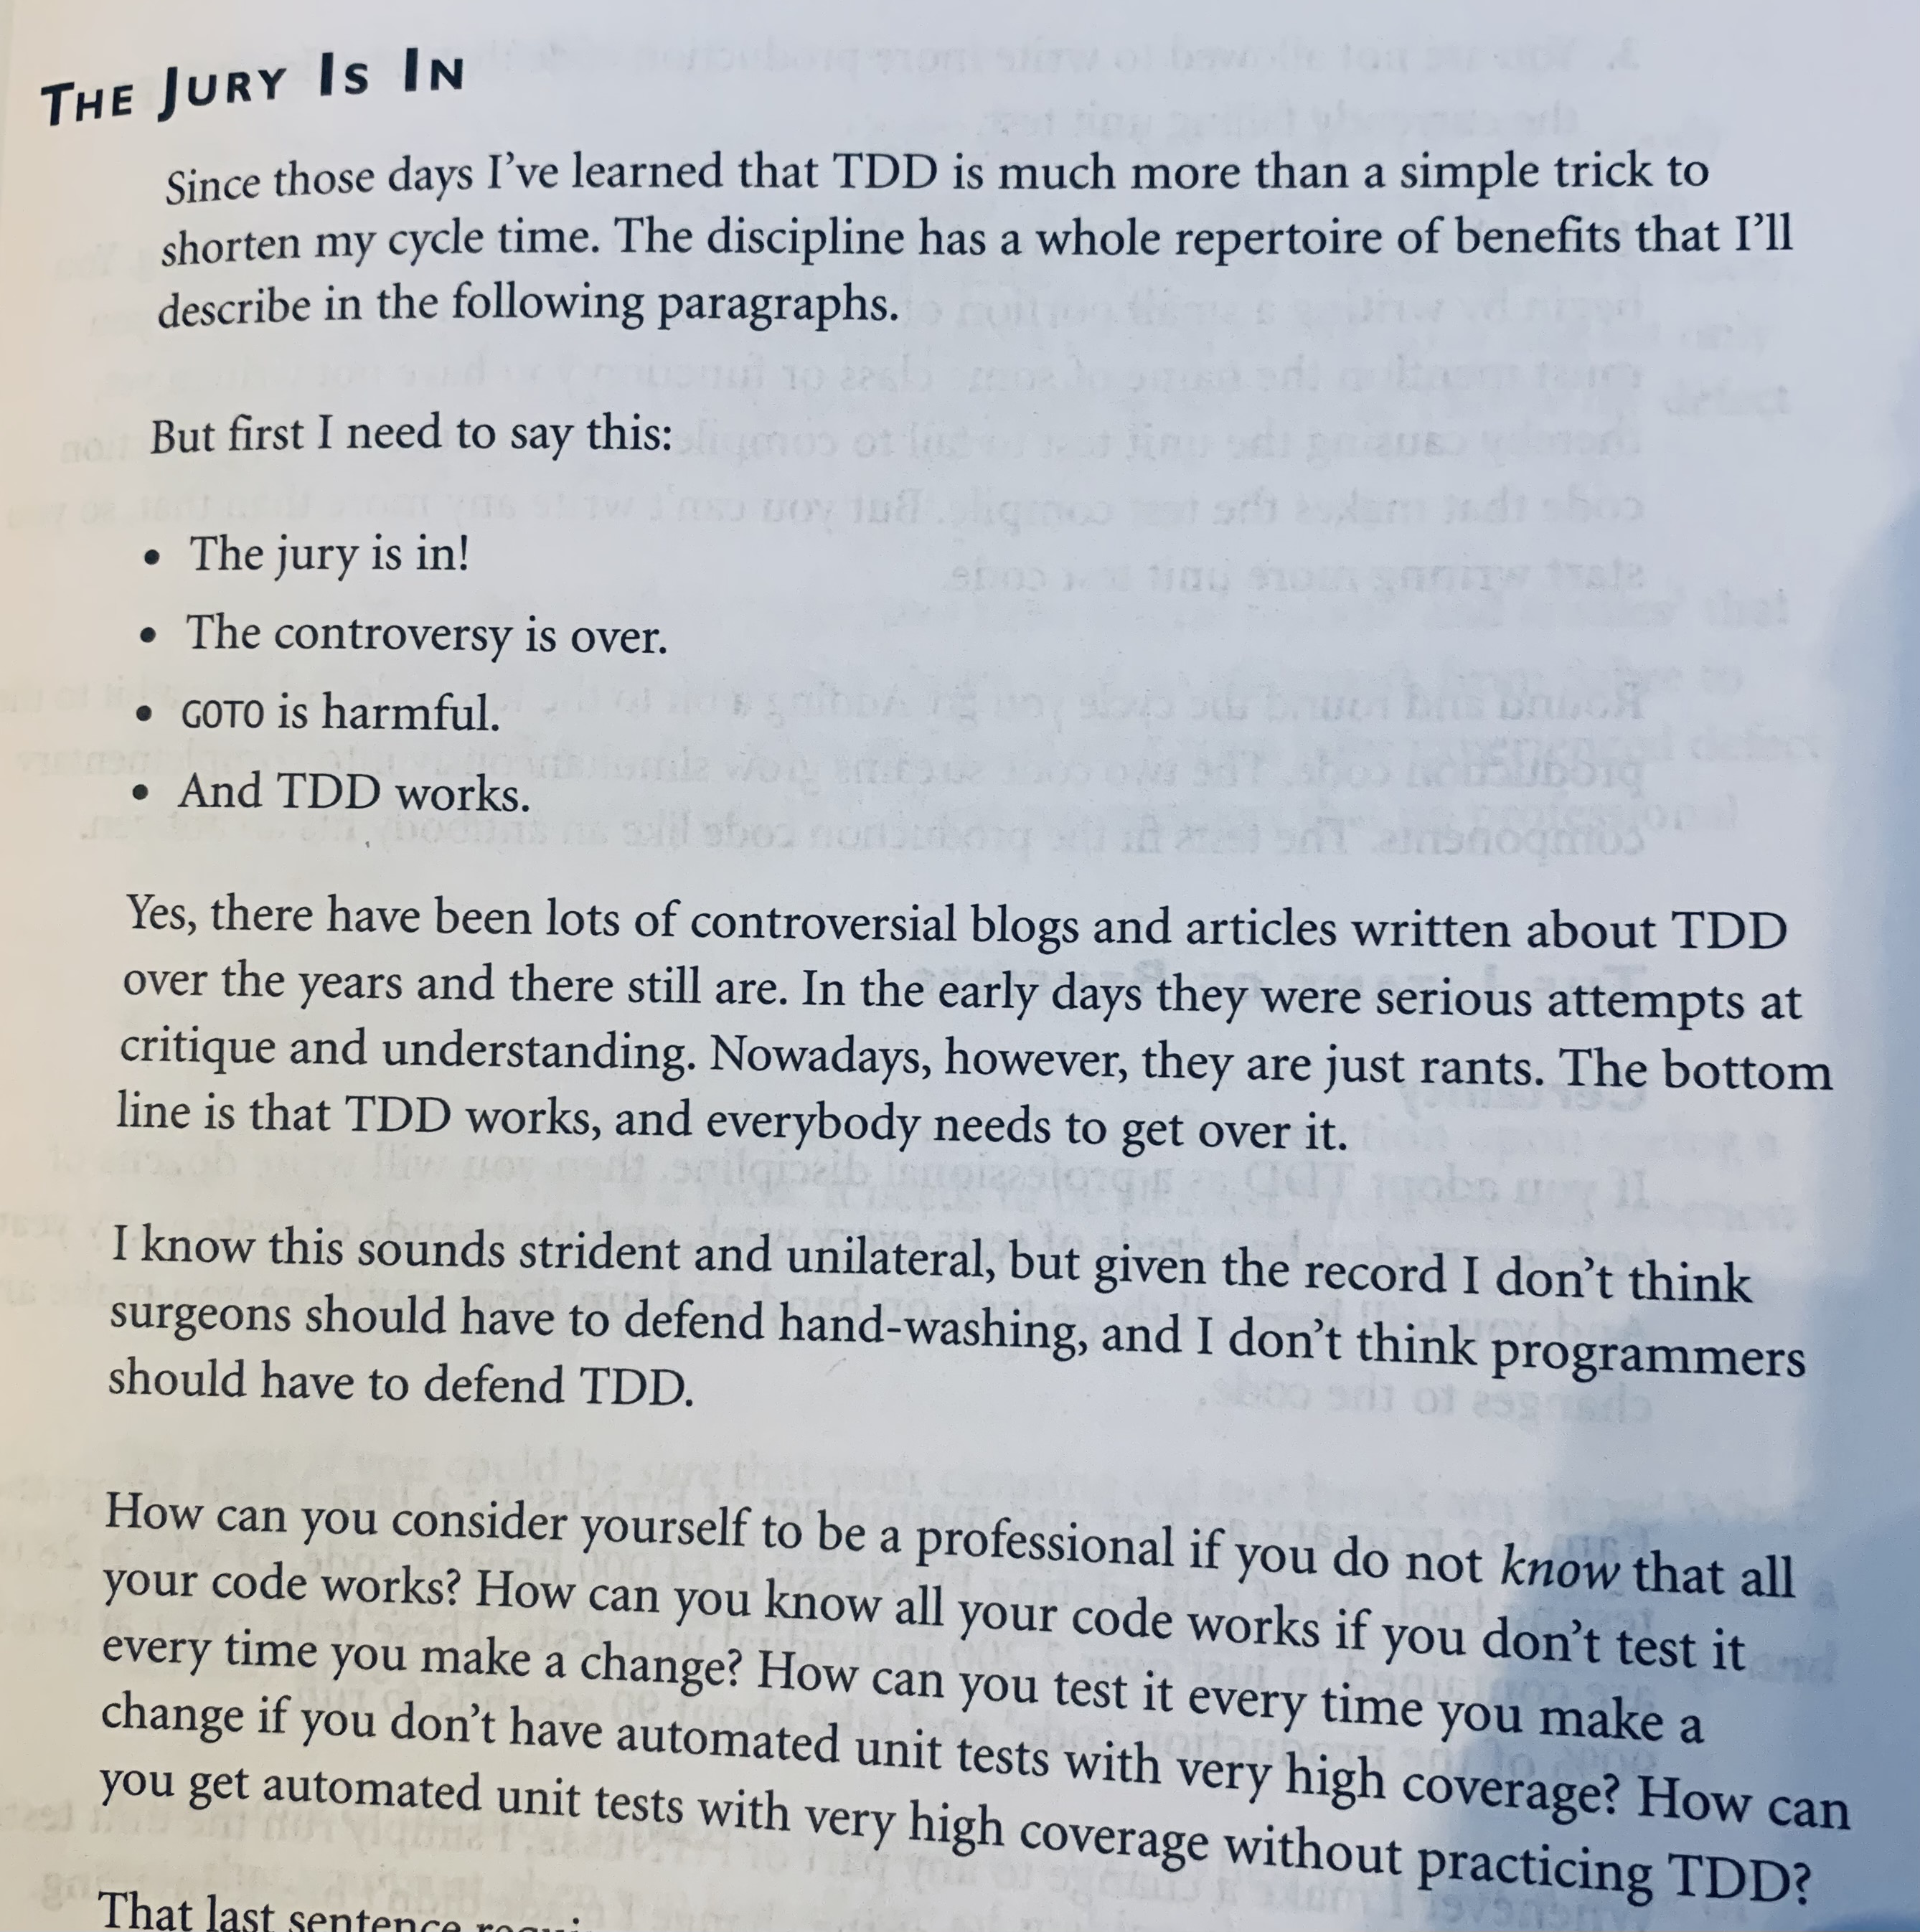 THE JURY IS IN
Since those days I've learned that TDD is much more than a simple trick to
shorten my cycle time. The discipline has a whole repertoire of benefits that I'll
describe in the following paragraphs.
But first I need to say this:
• The jury is in!
• The controversy is over.
• GOTO is harmful.
• And TDD works.
Yes, there have been lots of controversial blogs and articles written about TDD
over the years and there still are. In the early days they were serious attempts at
critique and understanding. Nowadays, however, they are just rants. The bottom
line is that TDD works, and everybody needs to get over it.
I know this sounds strident and unilateral, but given the record I don't think
surgeons should have to defend hand-washing, and I don't think programmers
should have to defend TDD.
How can you consider yourself to be a professional if you do not know that all
your code works? How can you know all your code works if you don't test it
every time you make a change? How can you test it every time you make a
change if you don't have automated unit tests with very high coverage? How can
you get automated unit tests with very high coverage without practicing TDD?
That last sentence